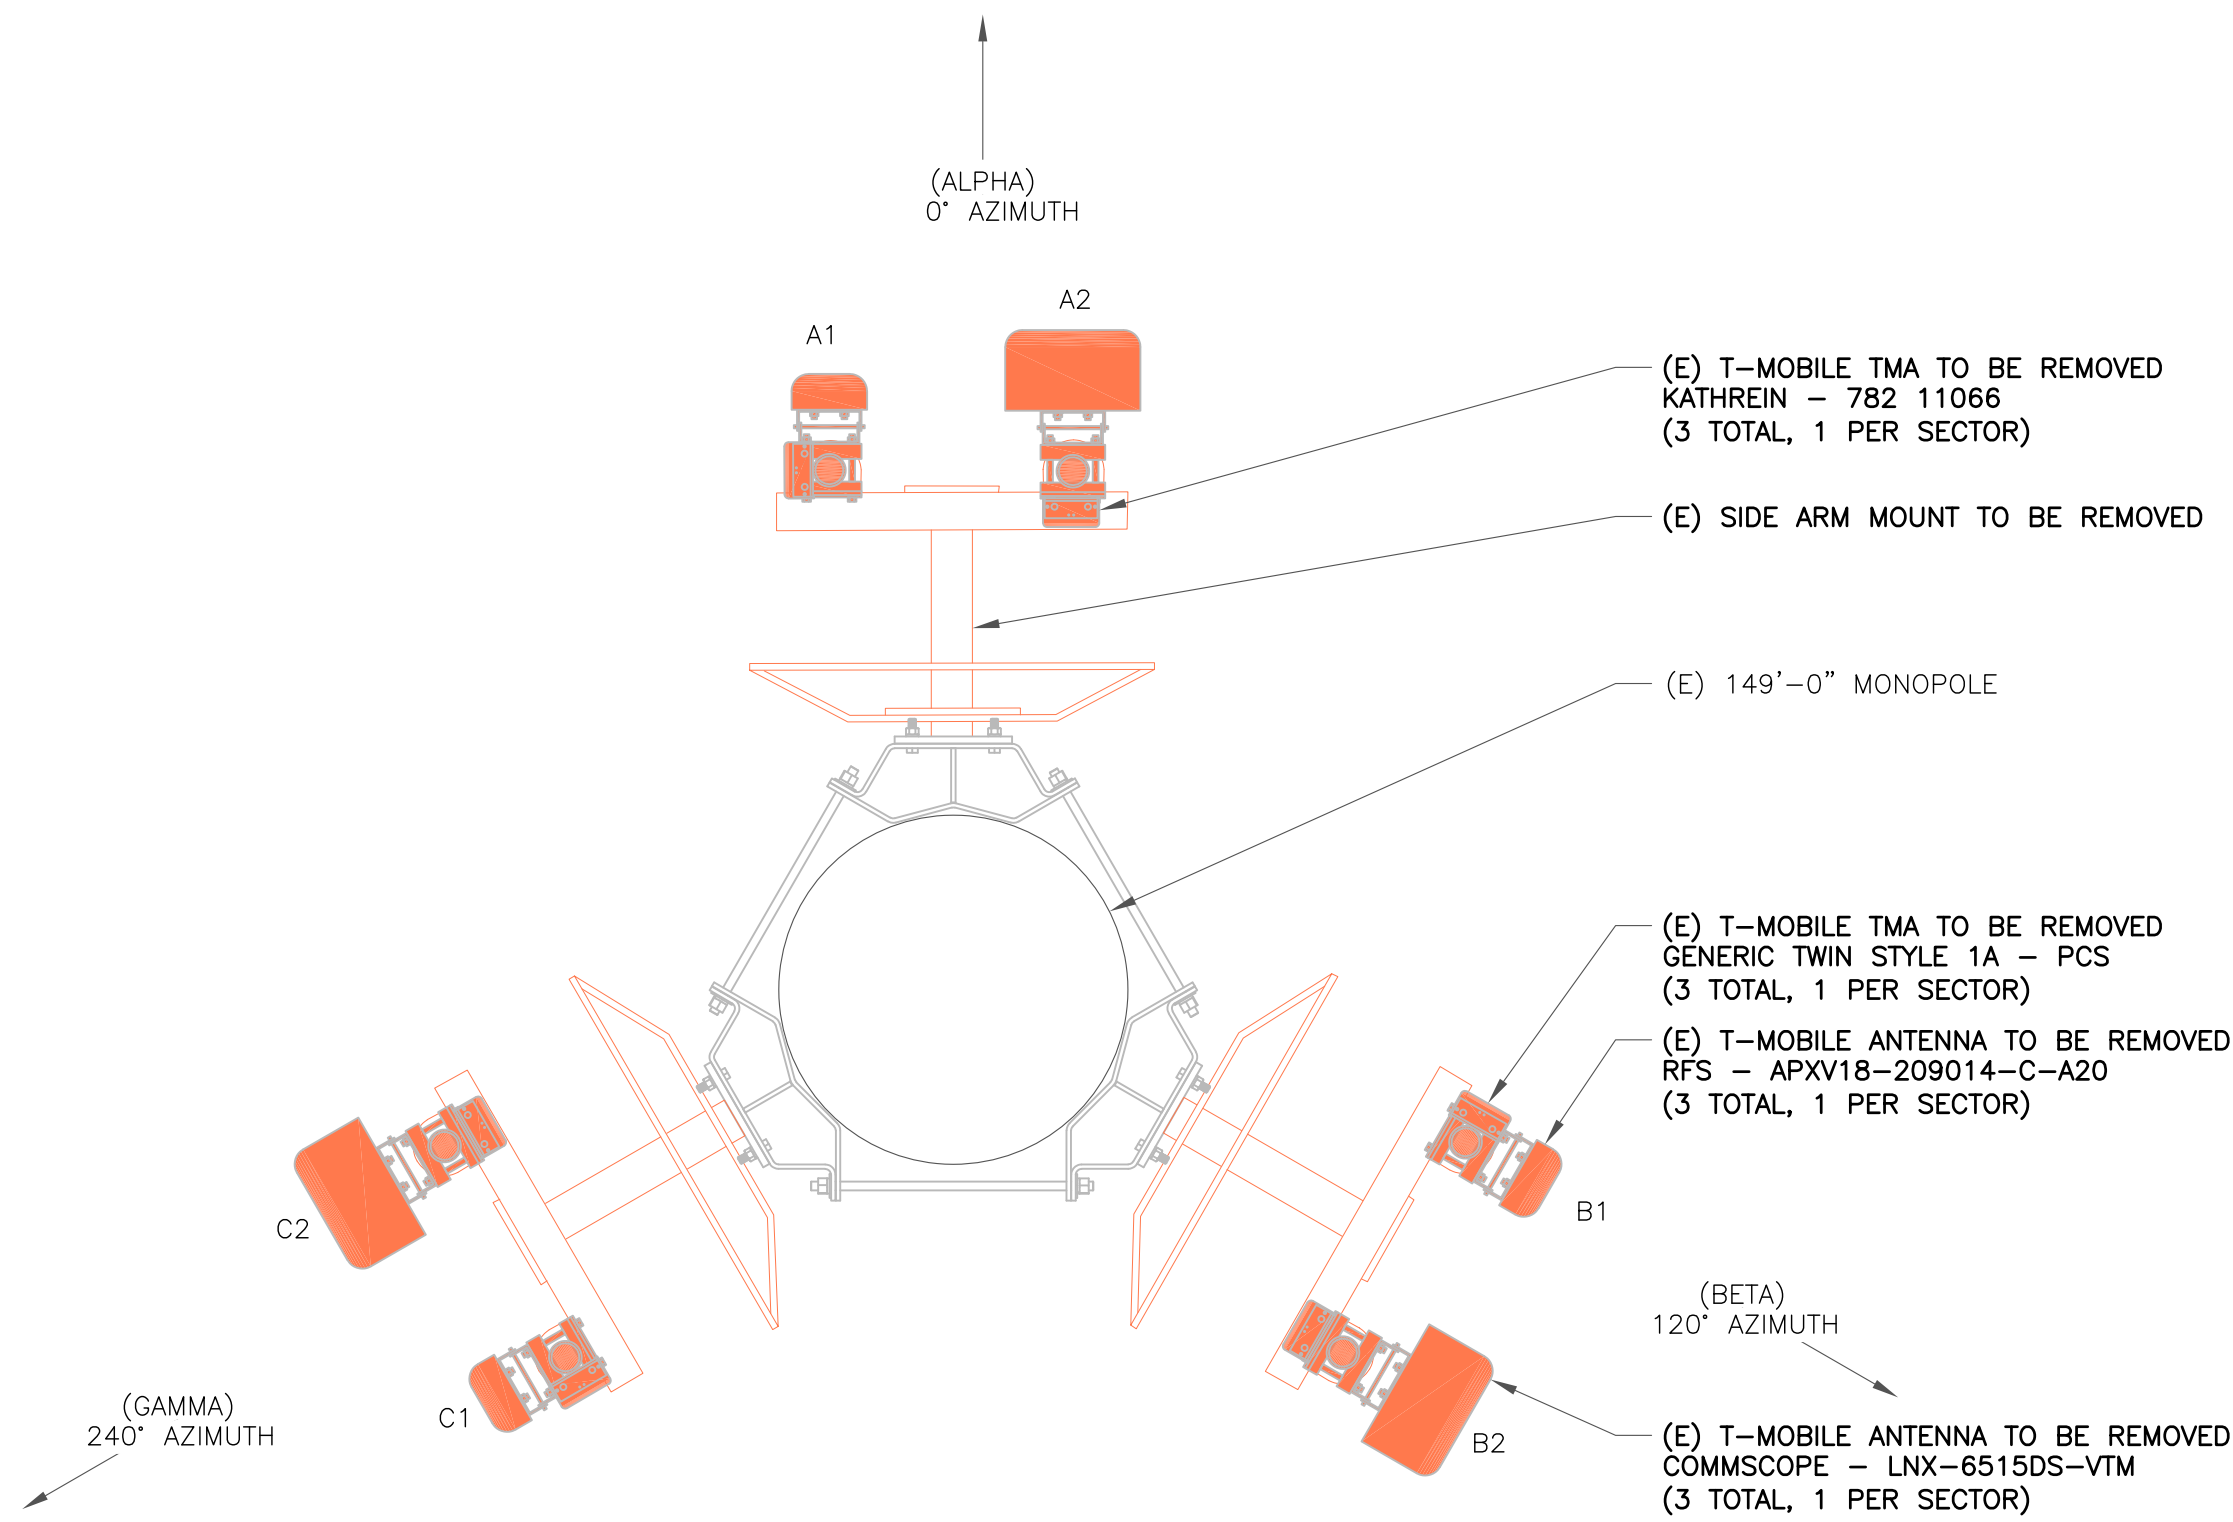 (ALPHA)
0° AZIMUTH
A1
A2
(E) T-MOBILE TMA TO BE REMOVED
KATHREIN - 782 11066
(3 TOTAL, 1 PER SECTOR)
(E) SIDE ARM MOUNT TO BE REMOVED
(E) 149'-0" MONOPOLE
(E) T-MOBILE TMA TO BE REMOVED
GENERIC TWIN STYLE 1A - PCS
(3 TOTAL, 1 PER SECTOR)
(E) T-MOBILE ANTENNA TO BE REMOVED
RFS - APXV18-209014-C-A20
(3 TOTAL, 1 PER SECTOR)
B1
C2
(BETA)
120° AZIMUTH
(GAMMA)
240° AZIMUTH
C1
B2
(E) T-MOBILE ANTENNA TO BE REMOVED
COMMSCOPE - LNX-6515DS-VTM
(3 TOTAL, 1 PER SECTOR)